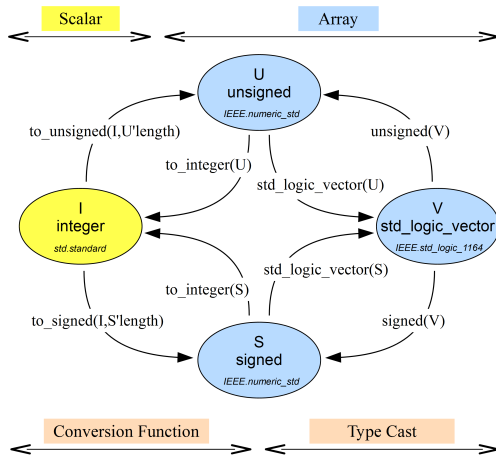 Scalar
Array
U
unsigned
IEEE.numeric_std
to_unsigned(I,U'length)
unsigned(V)
to_integer(U)
std_logic_vector(U)
I
integer
std.standard
V
std_logic_vector
IEEE.std_logic_1164
std_logic_vector(S)
to_integer(S)
to_signed(I,S'length)
signed(V)
S
signed
IEEE.numeric_std
Conversion Function
Type Cast